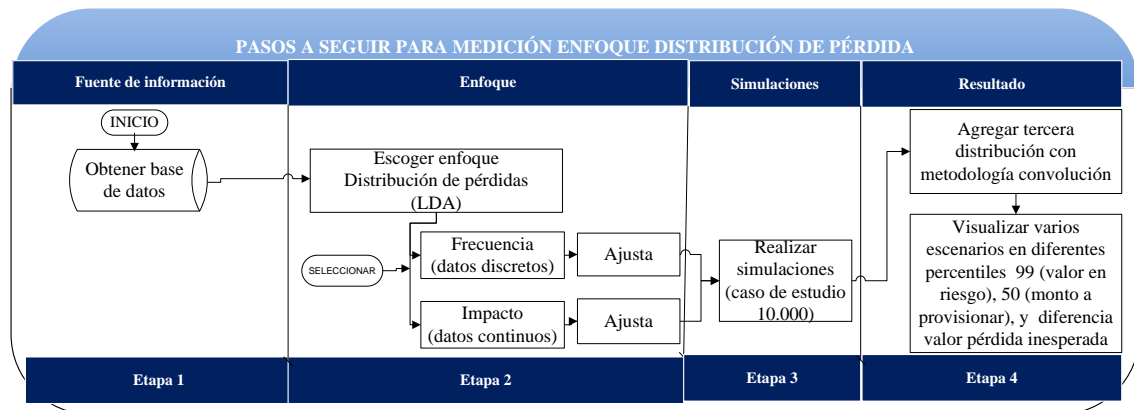 PASOS A SEGUIR PARA MEDICIÓN ENFOQUE DISTRIBUCIÓN DE PÉRDIDA
Fuente de información
Enfoque
Simulaciones
Resultado
INICIO
Obtener base
de datos
Escoger enfoque
Distribución de pérdidas
(LDA)
SELECCIONAR
Frecuencia
(datos discretos)
Ajusta
Impacto
(datos continuos)
Ajusta
Realizar
simulaciones
(caso de estudio
10.000)
Agregar tercera
distribución con
metodología convolución
Visualizar varios
escenarios en diferentes
percentiles 99 (valor en
riesgo), 50 (monto a
provisionar), y diferencia
valor pérdida inesperada
Etapa 1
Etapa 2
Etapa 3
Etapa 4